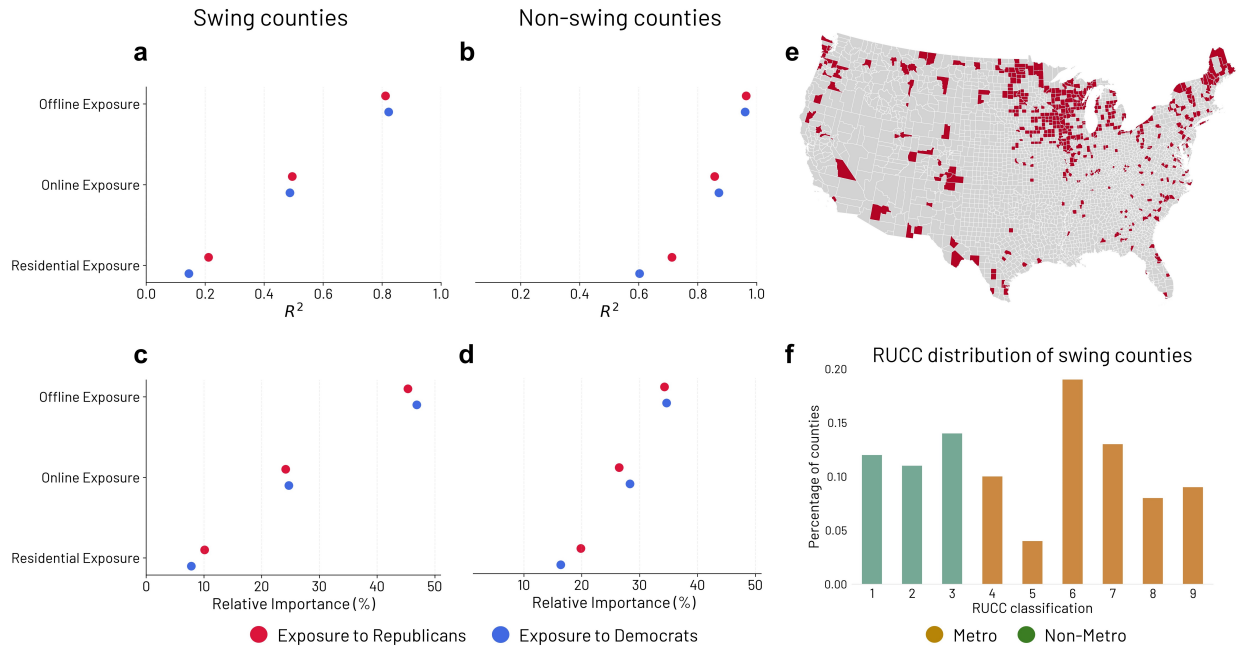 Swing counties
Non-swing counties
a
b
e
Offline Exposure
Online Exposure
Residential Exposure
0.0 0.2 0.4 0.6 0.8 1.0
R²
0.2 0.4 0.6 0.8 1.0
R²
c
d
f
Offline Exposure
Online Exposure
Residential Exposure
0 10 20 30 40 50
Relative Importance (%)
10 20 30 40 50
Relative Importance (%)
Exposure to Republicans
Exposure to Democrats
RUCC distribution of swing counties
Percentage of counties
0.20
0.15
0.10
0.05
0.00
1 2 3 4 5 6 7 8 9
RUCC classification
Metro
Non-Metro